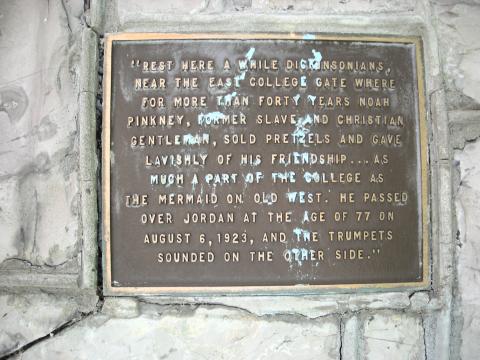 "REST HERE A WHILE DICKINSONIANS,
NEAR THE EAST COLLEGE GATE WHERE
FOR MORE THAN FORTY YEARS NOAH
PINKNEY, FORMER SLAVE AND CHRISTIAN
GENTLEMAN, SOLD PRETZELS AND GAVE
LAVISHLY OF HIS FRIENDSHIP...AS
MUCH A PART OF THE COLLEGE AS
THE MERMAID ON OLD WEST. HE PASSED
OVER JORDAN AT THE AGE OF 77 ON
AUGUST 6, 1923, AND THE TRUMPETS
SOUNDED ON THE OTHER SIDE."